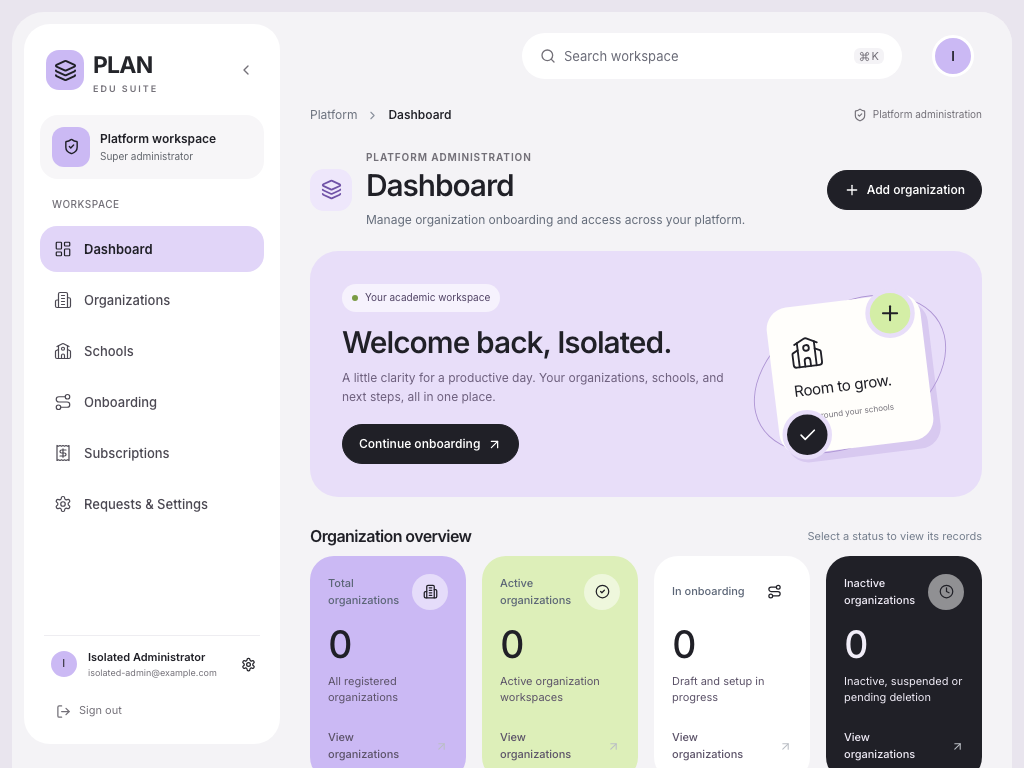 PLAN
EDU SUITE
Platform workspace
Super administrator
WORKSPACE
Dashboard
Organizations
Schools
Onboarding
Subscriptions
Requests & Settings
I
Isolated Administrator
isolated-admin@example.com
Sign out
Search workspace
⌘K
I
Platform
Dashboard
Platform administration
PLATFORM ADMINISTRATION
Dashboard
Manage organization onboarding and access across your platform.
Add organization
Your academic workspace
Welcome back, Isolated.
A little clarity for a productive day. Your organizations, schools, and
next steps, all in one place.
Continue onboarding
Room to grow.
your schools
Organization overview
Select a status to view its records
Total
organizations
0
All registered
organizations
View
organizations
Active
organizations
0
Active organization
workspaces
View
organizations
In onboarding
0
Draft and setup in
progress
View
organizations
Inactive
organizations
0
Inactive, suspended or
pending deletion
View
organizations